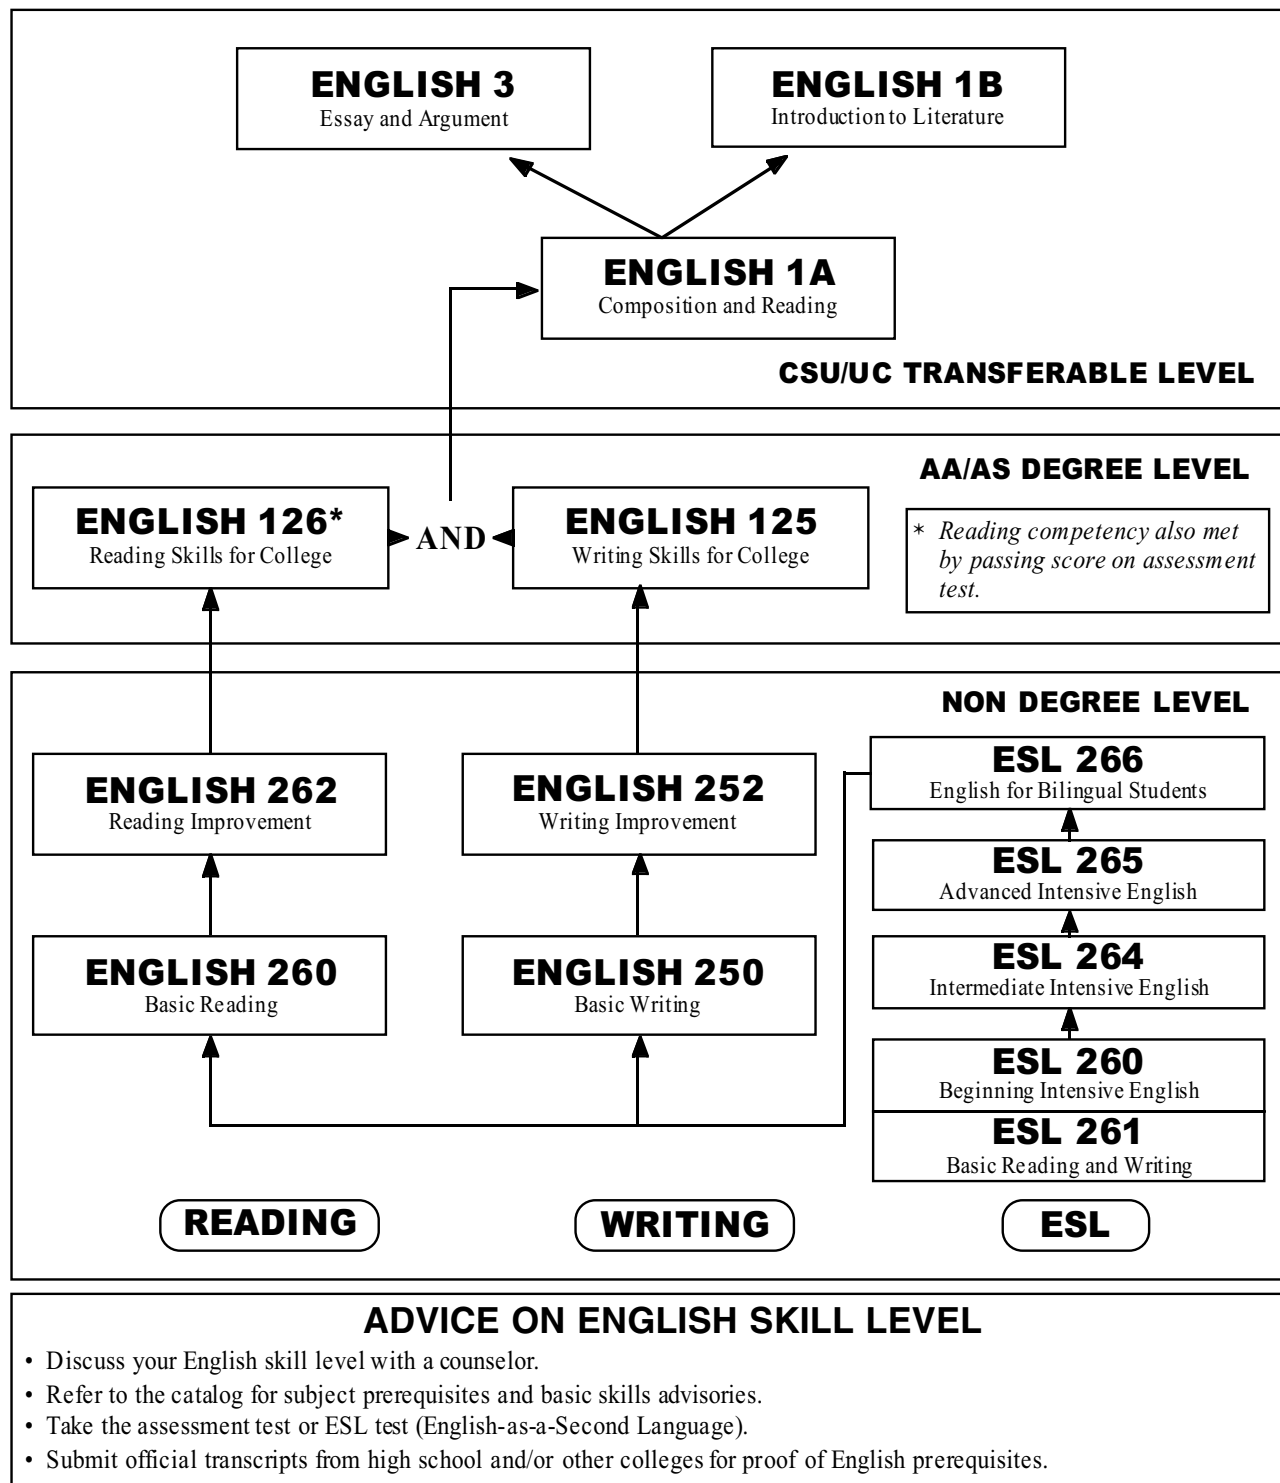 ENGLISH 3
Essay and Argument
ENGLISH 1B
Introduction to Literature
ENGLISH 1A
Composition and Reading
CSU/UC TRANSFERABLE LEVEL
AA/AS DEGREE LEVEL
ENGLISH 126*
Reading Skills for College
AND
ENGLISH 125
Writing Skills for College
* Reading competency also met
by passing score on assessment
test.
NON DEGREE LEVEL
ENGLISH 262
Reading Improvement
ENGLISH 252
Writing Improvement
ESL 266
English for Bilingual Students
ESL 265
Advanced Intensive English
ENGLISH 260
Basic Reading
ENGLISH 250
Basic Writing
ESL 264
Intermediate Intensive English
ESL 260
Beginning Intensive English
ESL 261
Basic Reading and Writing
READING
WRITING
ESL
ADVICE ON ENGLISH SKILL LEVEL
• Discuss your English skill level with a counselor.
• Refer to the catalog for subject prerequisites and basic skills advisories.
• Take the assessment test or ESL test (English-as-a-Second Language).
• Submit official transcripts from high school and/or other colleges for proof of English prerequisites.